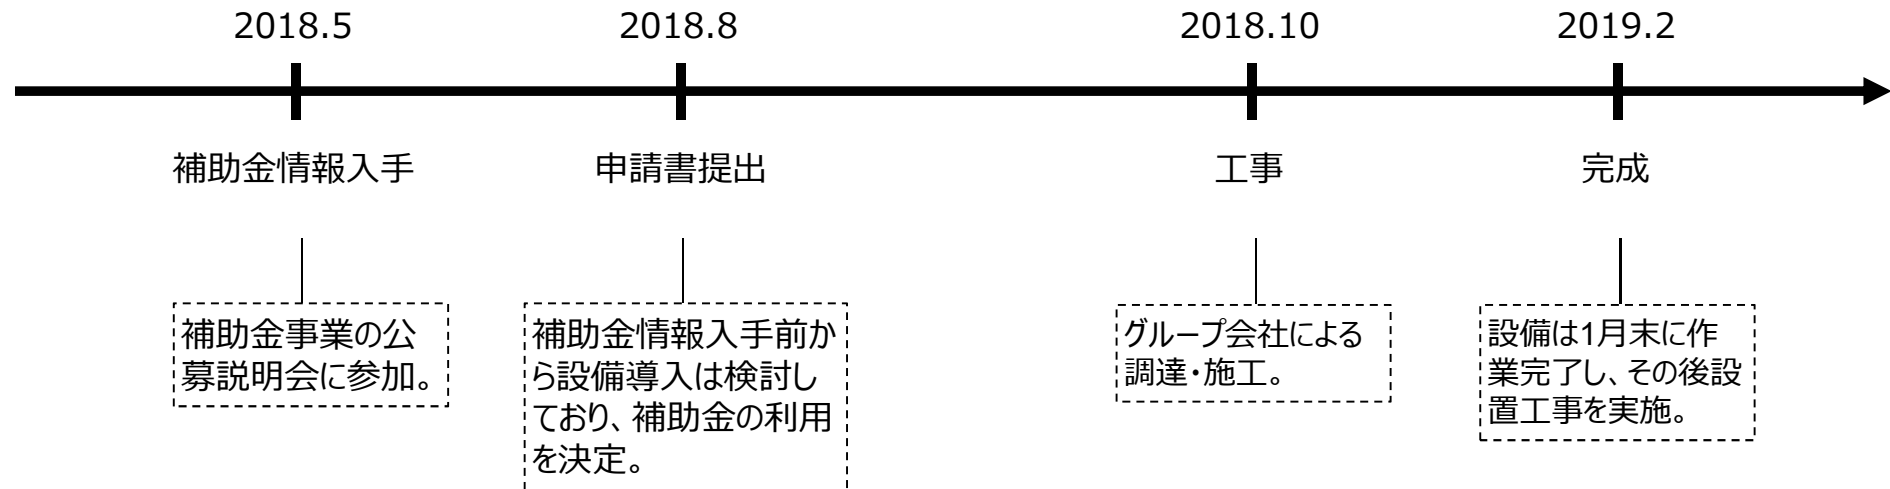 2018.5
2018.8
2018.10
2019.2
補助金情報入手
申請書提出
工事
完成
補助金事業の公
募説明会に参加。
補助金情報入手前か
ら設備導入は検討し
ており、補助金の利用
を決定。
グループ会社による
調達・施工。
設備は1月末に作
業完了し、その後設
置工事を実施。